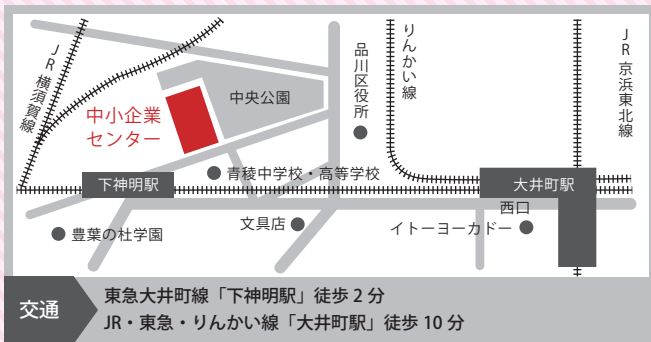 JR 横須賀線
中小企業
センター
中央公園
品川区役所
りんかい線
JR 京浜東北線
下神明駅
青稜中学校・高等学校
大井町駅
西口
豊葉の杜学園
文具店
イトーヨーカドー
交通
東急大井町線「下神明駅」徒歩 2 分
JR・東急・りんかい線「大井町駅」徒歩 10 分